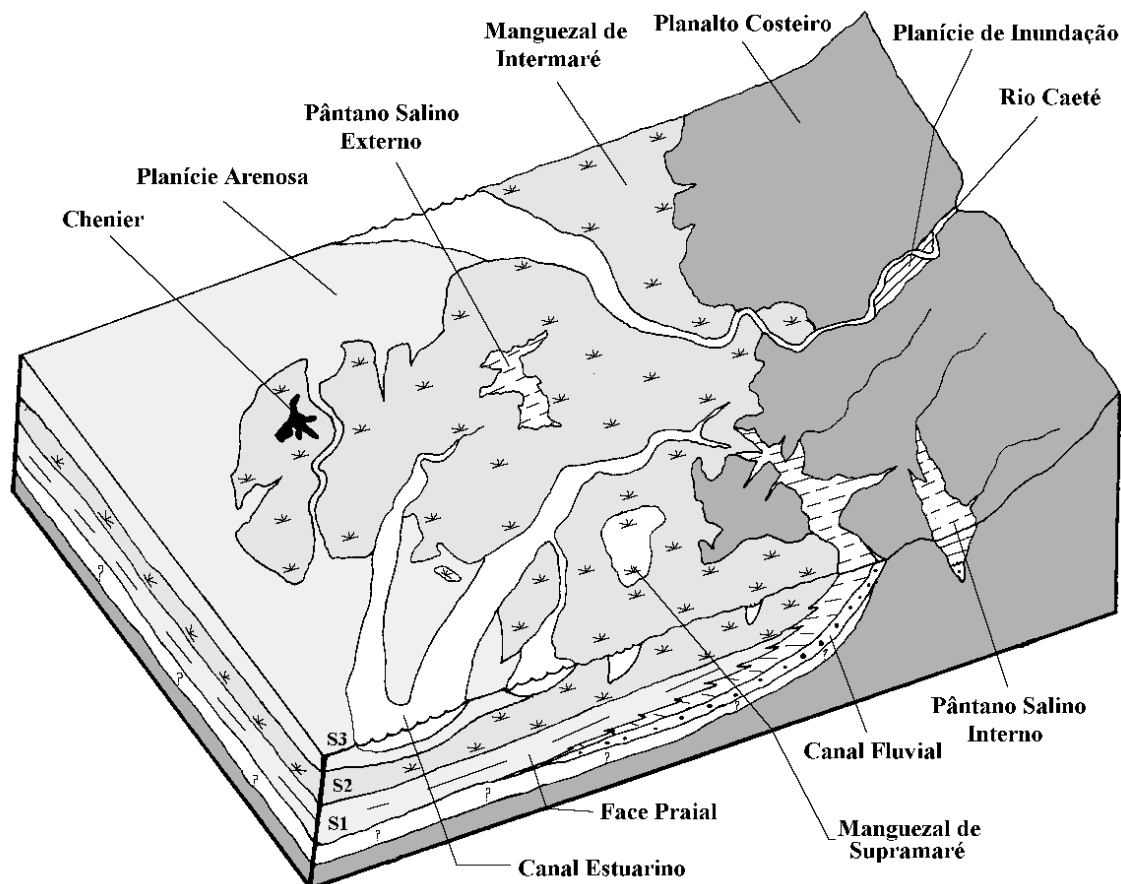 Planalto Costeiro
Manguezal de
Intermaré
Planície de Inundação
Rio Caeté
Pântano Salino
Externo
Planície Arenosa
Chenier
?
?
?
?
?
?
?
?
?
S3
S2
S1
Pântano Salino
Interno
Canal Fluvial
Face Praial
Manguezal de
Supramaré
Canal Estuarino